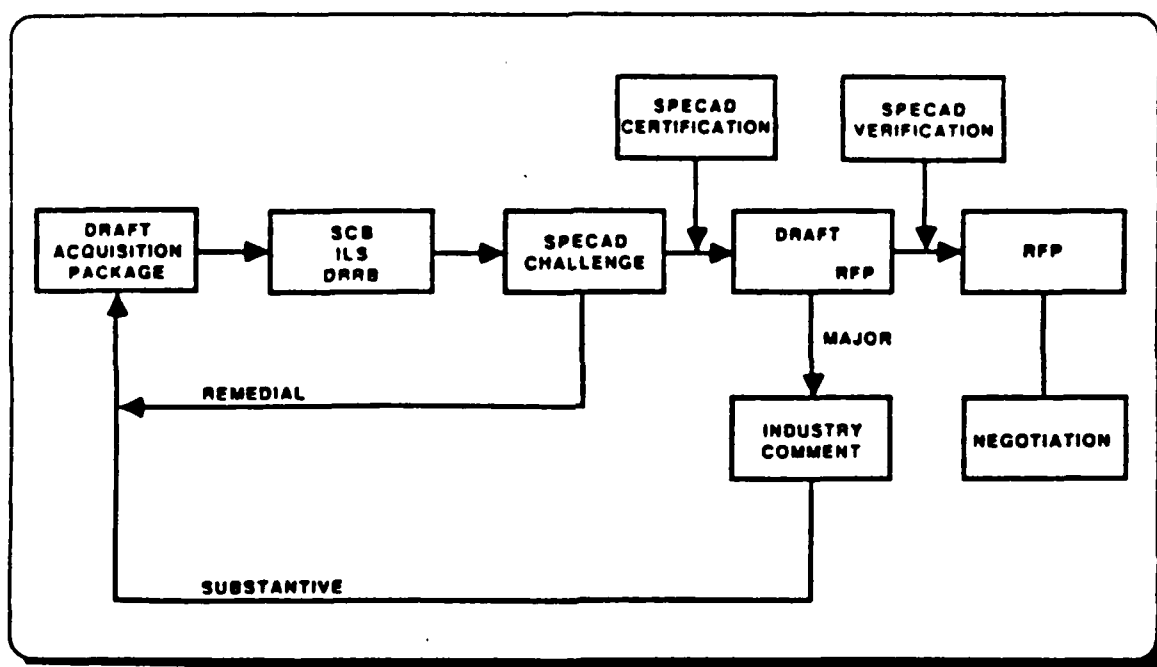 SPECAD
CERTIFICATION
SPECAD
VERIFICATION
DRAFT
ACQUISITION
PACKAGE
SCB
ILS
DRRB
SPECAD
CHALLENGE
DRAFT
RFP
RFP
MAJOR
REMEDIAL
INDUSTRY
COMMENT
NEGOTIATION
SUBSTANTIVE